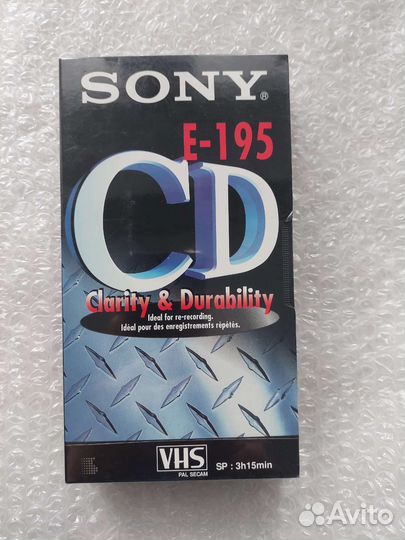 SONY®
E-195
CD
Clarity & Durability
Ideal for re-recording.
Idéal pour des enregistrements répétés.
VHS
PAL SECAM
SP : 3h15min
Avito